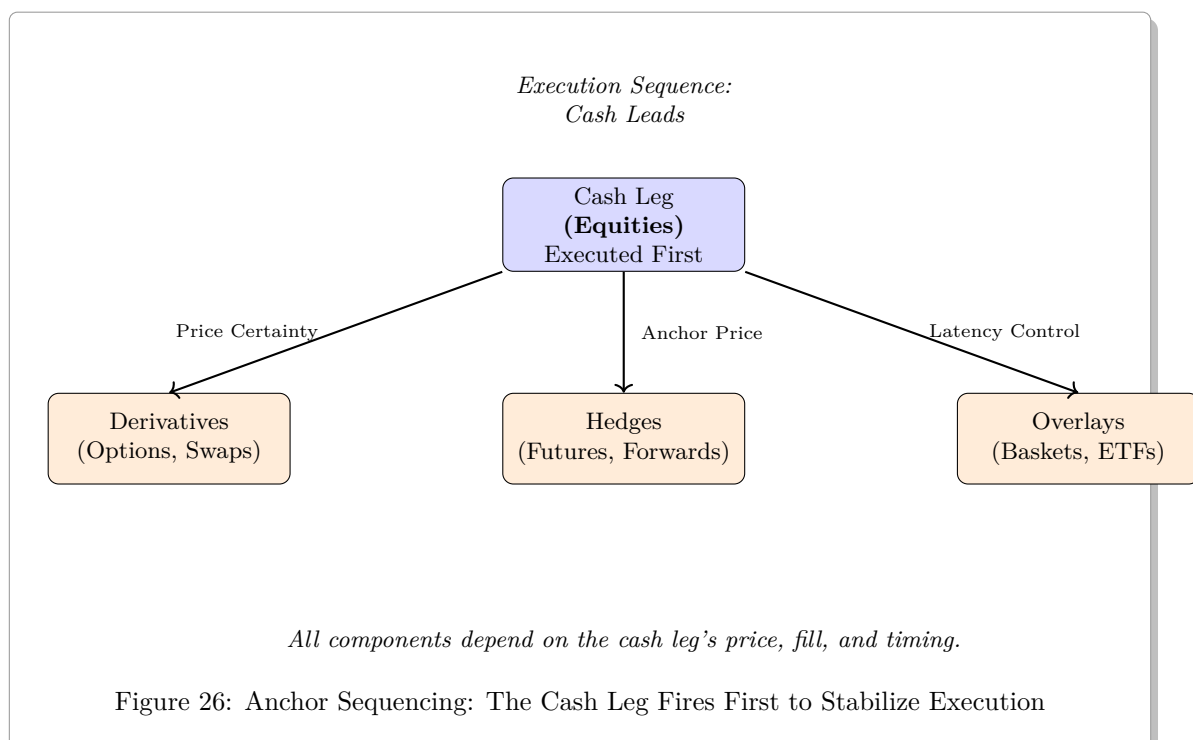 Execution Sequence:
Cash Leads
Cash Leg
(Equities)
Executed First
Price Certainty
Anchor Price
Latency Control
Derivatives
(Options, Swaps)
Hedges
(Futures, Forwards)
Overlays
(Baskets, ETFs)
All components depend on the cash leg's price, fill, and timing.
Figure 26: Anchor Sequencing: The Cash Leg Fires First to Stabilize Execution